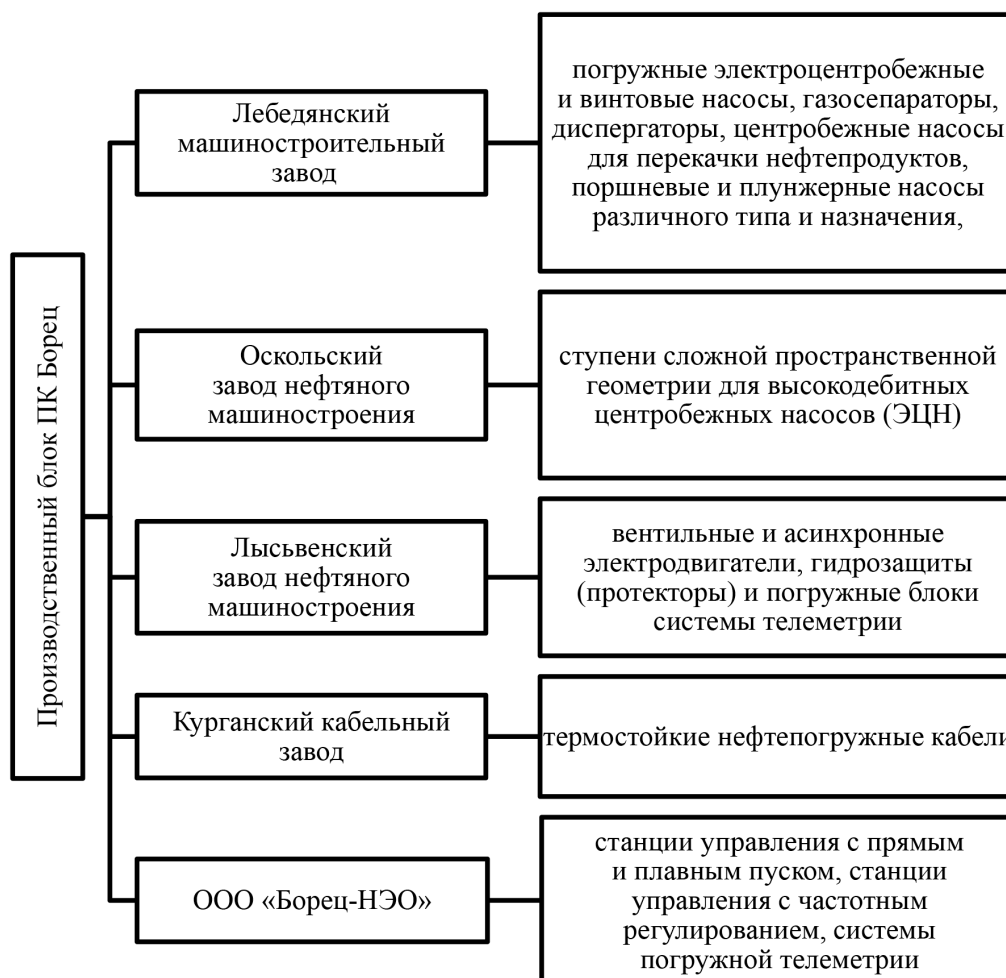 Производственный блок ПК Борец
Лебедянский
машиностроительный
завод
погружные электроцентробежные
и винтовые насосы, газосепараторы,
диспергаторы, центробежные насосы
для перекачки нефтепродуктов,
поршневые и плунжерные насосы
различного типа и назначения,
Оскольский
завод нефтяного
машиностроения
ступени сложной пространственной
геометрии для высокодебитных
центробежных насосов (ЭЦН)
Лысьвенский
завод нефтяного
машиностроения
вентильные и асинхронные
электродвигатели, гидрозащиты
(протекторы) и погружные блоки
системы телеметрии
Курганский кабельный
завод
термостойкие нефтепогружные кабели
ООО «Борец-НЭО»
станции управления с прямым
и плавным пуском, станции
управления с частотным
регулированием, системы
погружной телеметрии